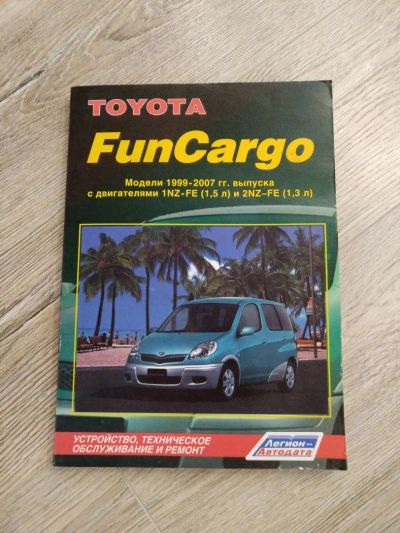 TOYOTA
FunCargo
Модели 1999-2007 гг. выпуска
с двигателями 1NZ-FE (1,5 л) и 2NZ-FE (1,3 л)
УСТРОЙСТВО, ТЕХНИЧЕСКОЕ
ОБСЛУЖИВАНИЕ И РЕМОНТ
Легион-
Автодата